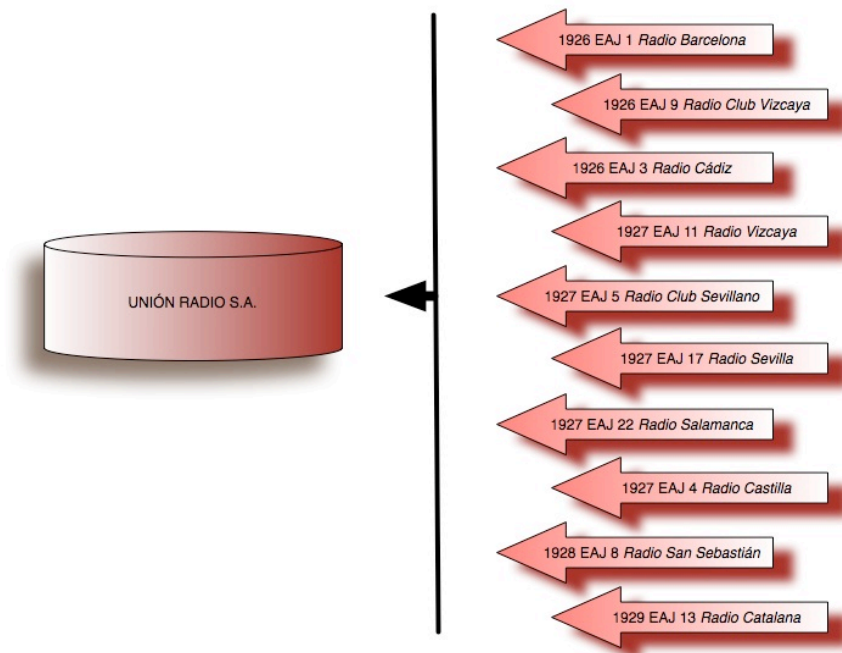 1926 EAJ 1 Radio Barcelona
1926 EAJ 9 Radio Club Vizcaya
1926 EAJ 3 Radio Cádiz
1927 EAJ 11 Radio Vizcaya
UNIÓN RADIO S.A.
1927 EAJ 5 Radio Club Sevillano
1927 EAJ 17 Radio Sevilla
1927 EAJ 22 Radio Salamanca
1927 EAJ 4 Radio Castilla
1928 EAJ 8 Radio San Sebastián
1929 EAJ 13 Radio Catalana